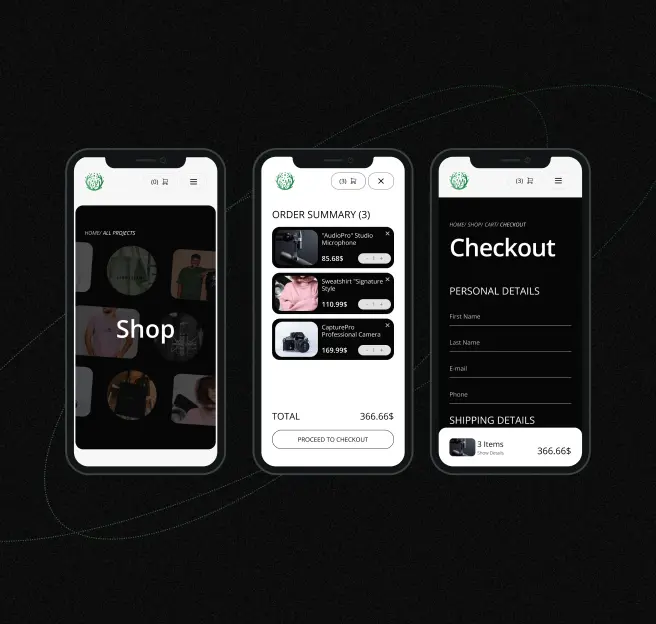 (0)
HOME/ ALL PROJECTS
Shop
(3)
ORDER SUMMARY (3)
"AudioPro" Studio
Microphone
85.68$
- 1 +
Sweatshirt "Signature
Style
110.99$
- 1 +
CapturePro
Professional Camera
169.99$
- 1 +
TOTAL 366.66$
PROCEED TO CHECKOUT
(3)
HOME/ SHOP/ CART/ CHECKOUT
Checkout
PERSONAL DETAILS
First Name
Last Name
E-mail
Phone
SHIPPING DETAILS
3 Items
Show Details
366.66$